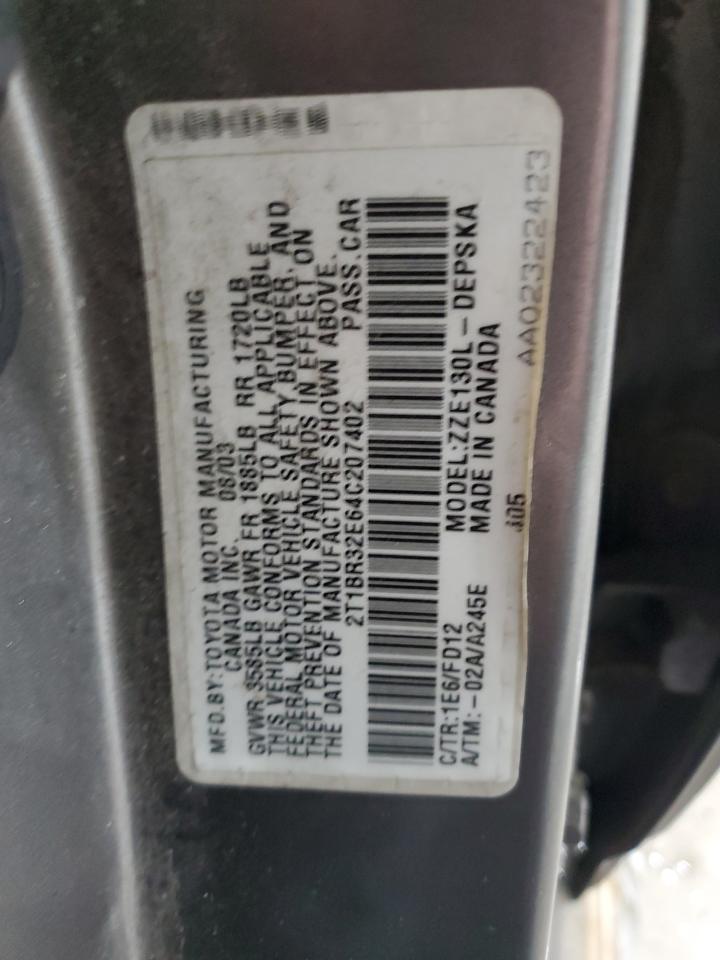 MFD.BY:TOYOTA MOTOR MANUFACTURING
CANADA INC. 08/03
GVWR 3585LB GAWR FR 1885LB RR 1720LB
THIS VEHICLE CONFORMS TO ALL APPLICABLE
FEDERAL MOTOR VEHICLE SAFETY BUMPER, AND
THEFT PREVENTION STANDARDS IN EFFECT ON
THE DATE OF MANUFACTURE SHOWN ABOVE.
2T1BR32E64C207402 PASS.CAR
C/TR:1E6/FD12 MODEL:ZZE130L-DEPSKA
A/TM:-02A/A245E MADE IN CANADA
J05
AA02322423